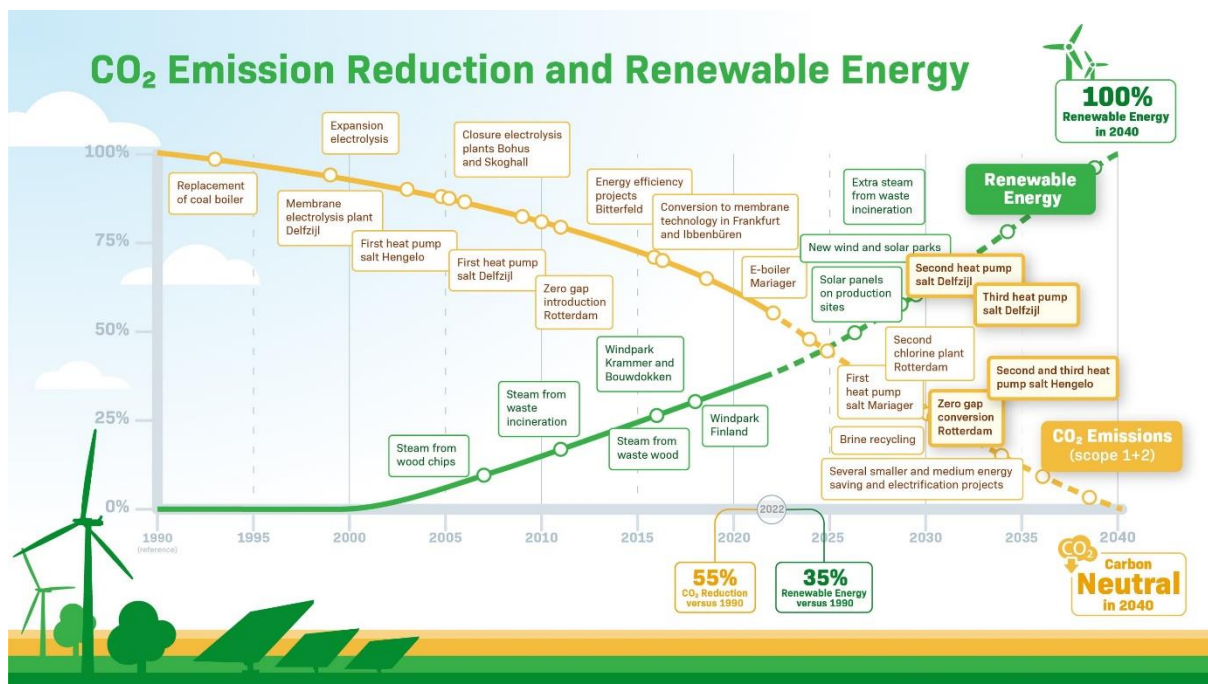 CO₂ Emission Reduction and Renewable Energy
100%
Renewable Energy
in 2040
100%
75%
50%
25%
0%
Replacement
of coal boiler
Expansion
electrolysis
Membrane
electrolysis plant
Delfzijl
First heat pump
salt Hengelo
Closure electrolysis
plants Bohus
and Skoghall
First heat pump
salt Delfzijl
Zero gap
introduction
Rotterdam
Energy efficiency
projects
Bitterfeld
Conversion to membrane
technology in Frankfurt
and Ibbenbüren
E-boiler
Mariager
Extra steam
from waste
incineration
New wind and solar parks
Solar panels
on production
sites
Renewable
Energy
Second heat pump
salt Delfzijl
Third heat pump
salt Delfzijl
Second
chlorine plant
Rotterdam
First
heat pump
salt Mariager
Second and third heat
pump salt Hengelo
Zero gap
conversion
Rotterdam
Brine recycling
Several smaller and medium energy
saving and electrification projects
CO₂ Emissions
(scope 1+2)
Steam from
wood chips
Steam from
waste
incineration
Windpark
Krammer and
Bouwdokken
Steam from
waste wood
Windpark
Finland
2022
1990
(reference)
1995
2000
2005
2010
2015
2020
2025
2030
2035
2040
55%
CO₂ Reduction
versus 1990
35%
Renewable Energy
versus 1990
CO₂
Carbon
Neutral
in 2040